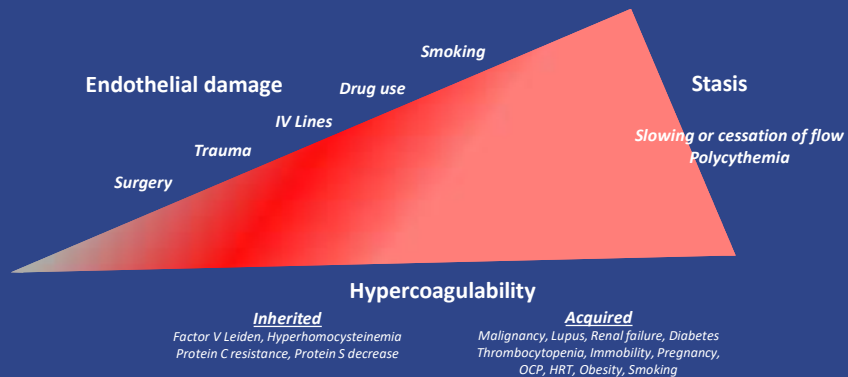 Smoking
Endothelial damage
Drug use
Stasis
IV Lines
Slowing or cessation of flow
Polycythemia
Trauma
Surgery
Hypercoagulability
Inherited
Factor V Leiden, Hyperhomocysteinemia
Protein C resistance, Protein S decrease
Acquired
Malignancy, Lupus, Renal failure, Diabetes
Thrombocytopenia, Immobility, Pregnancy,
OCP, HRT, Obesity, Smoking